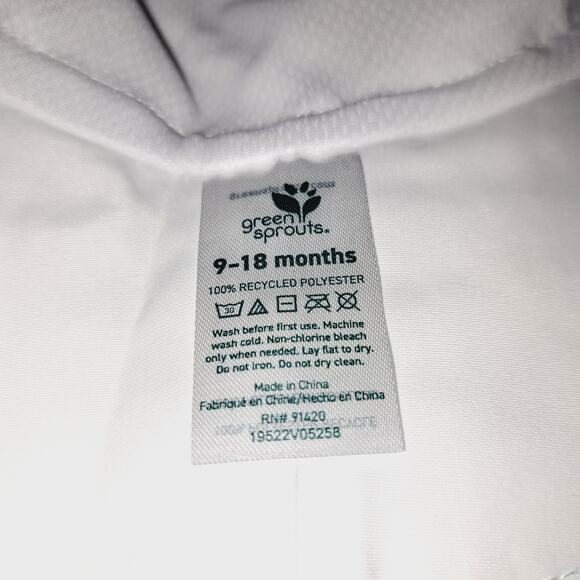 green
sprouts®
9-18 months
100% RECYCLED POLYESTER
30
Wash before first use. Machine
wash cold. Non-chlorine bleach
only when needed. Lay flat to dry.
Do not iron. Do not dry clean.
Made in China
Fabriqué en Chine/Hecho en China
RN# 91420
19522V0525B